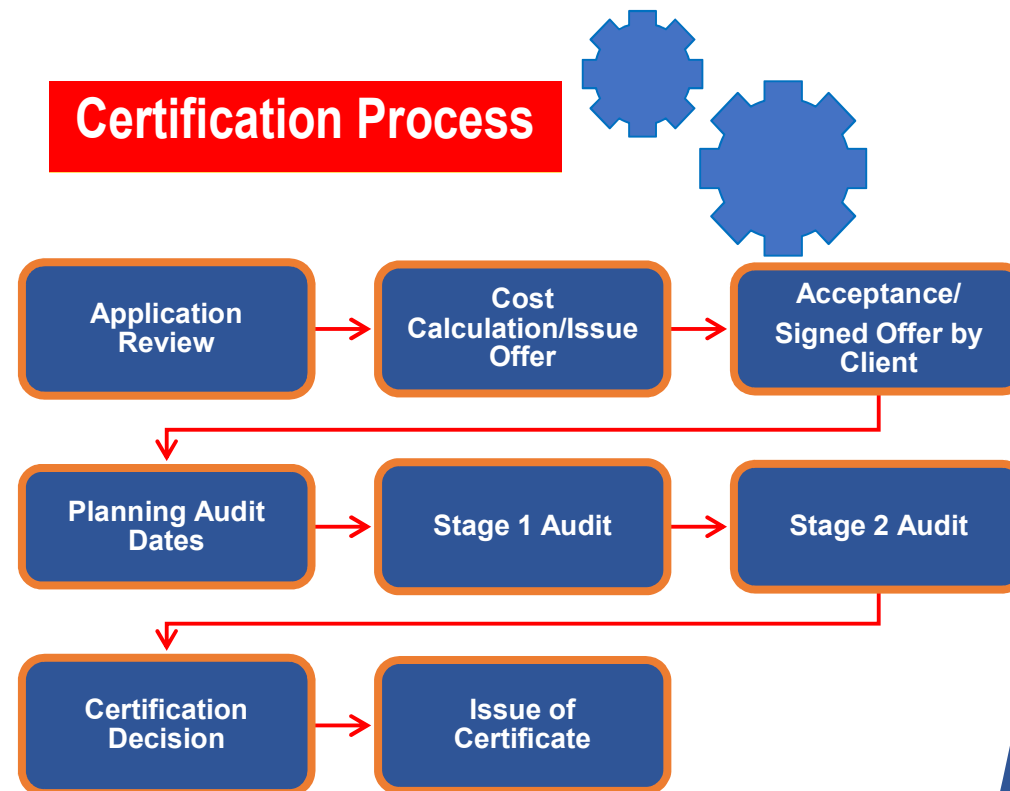 Certification Process
Application
Review
Cost
Calculation/Issue
Offer
Acceptance/
Signed Offer by
Client
Planning Audit
Dates
Stage 1 Audit
Stage 2 Audit
Certification
Decision
Issue of
Certificate